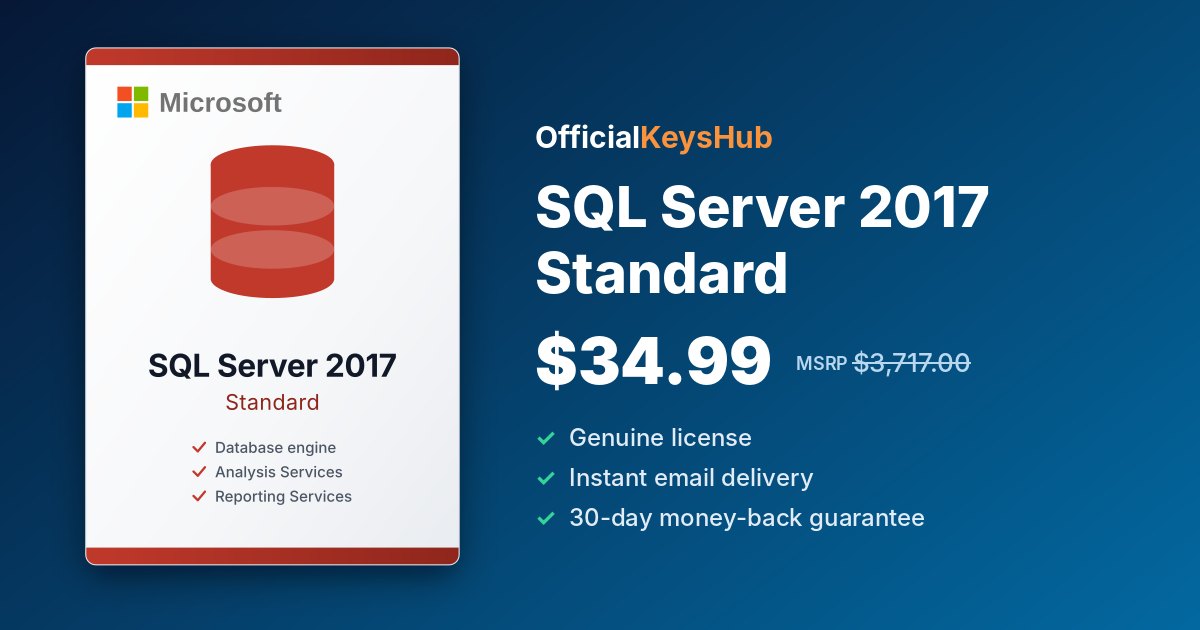 Microsoft
SQL Server 2017
Standard
Database engine
Analysis Services
Reporting Services
OfficialKeysHub
SQL Server 2017
Standard
$34.99 MSRP $3,717.00
Genuine license
Instant email delivery
30-day money-back guarantee